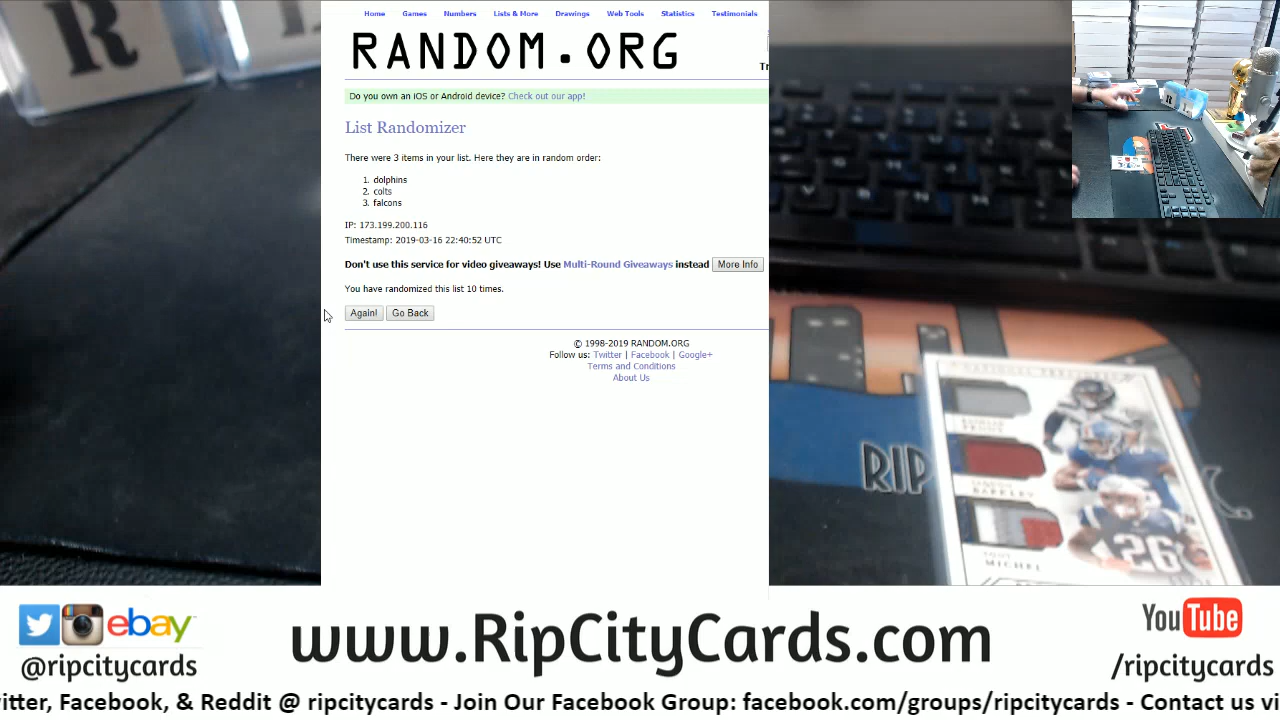 R
L
Home Games Numbers Lists & More Drawings Web Tools Statistics Testimonials
RANDOM.ORG
Tr
Do you own an iOS or Android device? Check out our app!
List Randomizer
There were 3 items in your list. Here they are in random order:
1. dolphins
2. colts
3. falcons
IP: 173.199.200.116
Timestamp: 2019-03-16 22:40:52 UTC
Don't use this service for video giveaways! Use Multi-Round Giveaways instead More Info
You have randomized this list 10 times.
Again! Go Back
© 1998-2019 RANDOM.ORG
Follow us: Twitter | Facebook | Google+
Terms and Conditions
About Us
R L
RIP
BARKLEY
MICHEL
26
ebay
@ripcitycards
www.RipCityCards.com
YouTube
/ripcitycards
witter, Facebook, & Reddit @ ripcitycards - Join Our Facebook Group: facebook.com/groups/ripcitycards - Contact us vi